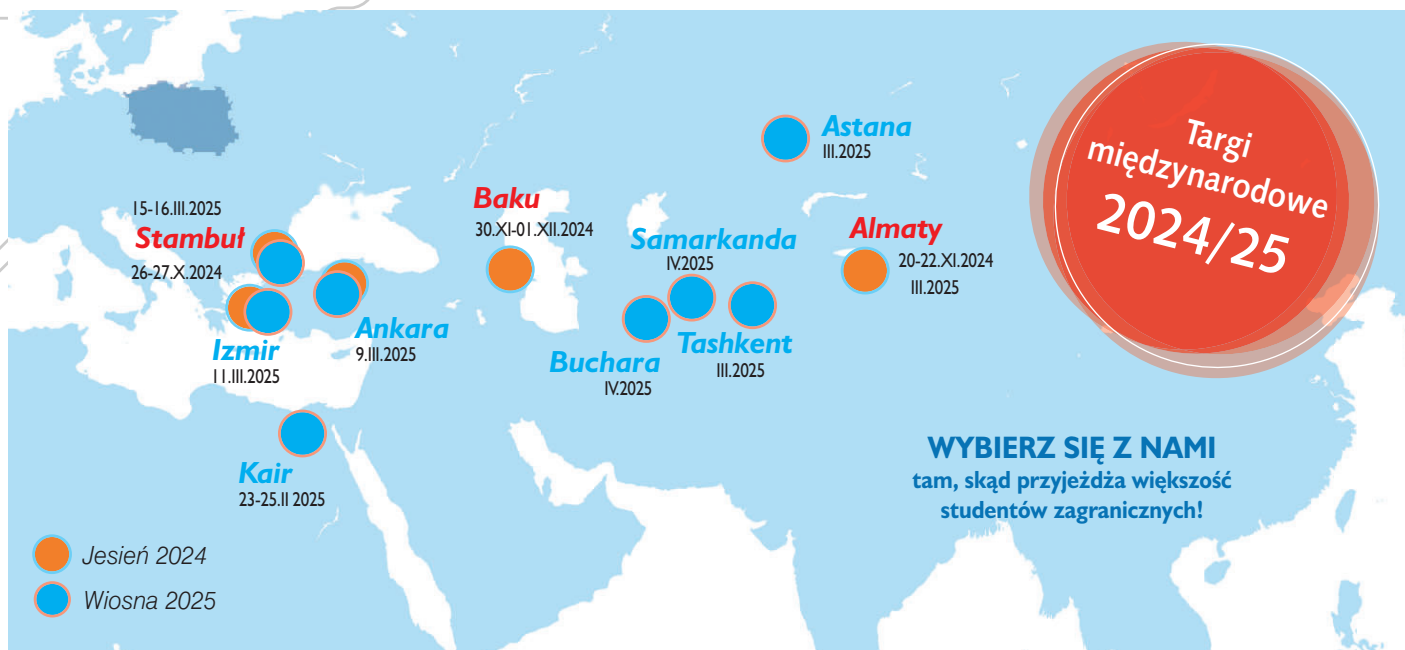 Targi
międzynarodowe
2024/25
Astana
III.2025
15-16.III.2025
Stambuł
26-27.X.2024
Baku
30.XI-01.XII.2024
Almaty
20-22.XI.2024
III.2025
Samarkanda
IV.2025
Izmir
11.III.2025
Ankara
9.III.2025
Buchara
IV.2025
Tashkent
III.2025
Kair
23-25.II 2025
WYBIERZ SIĘ Z NAMI
tam, skąd przyjeżdża większość
studentów zagranicznych!
Jesień 2024
Wiosna 2025